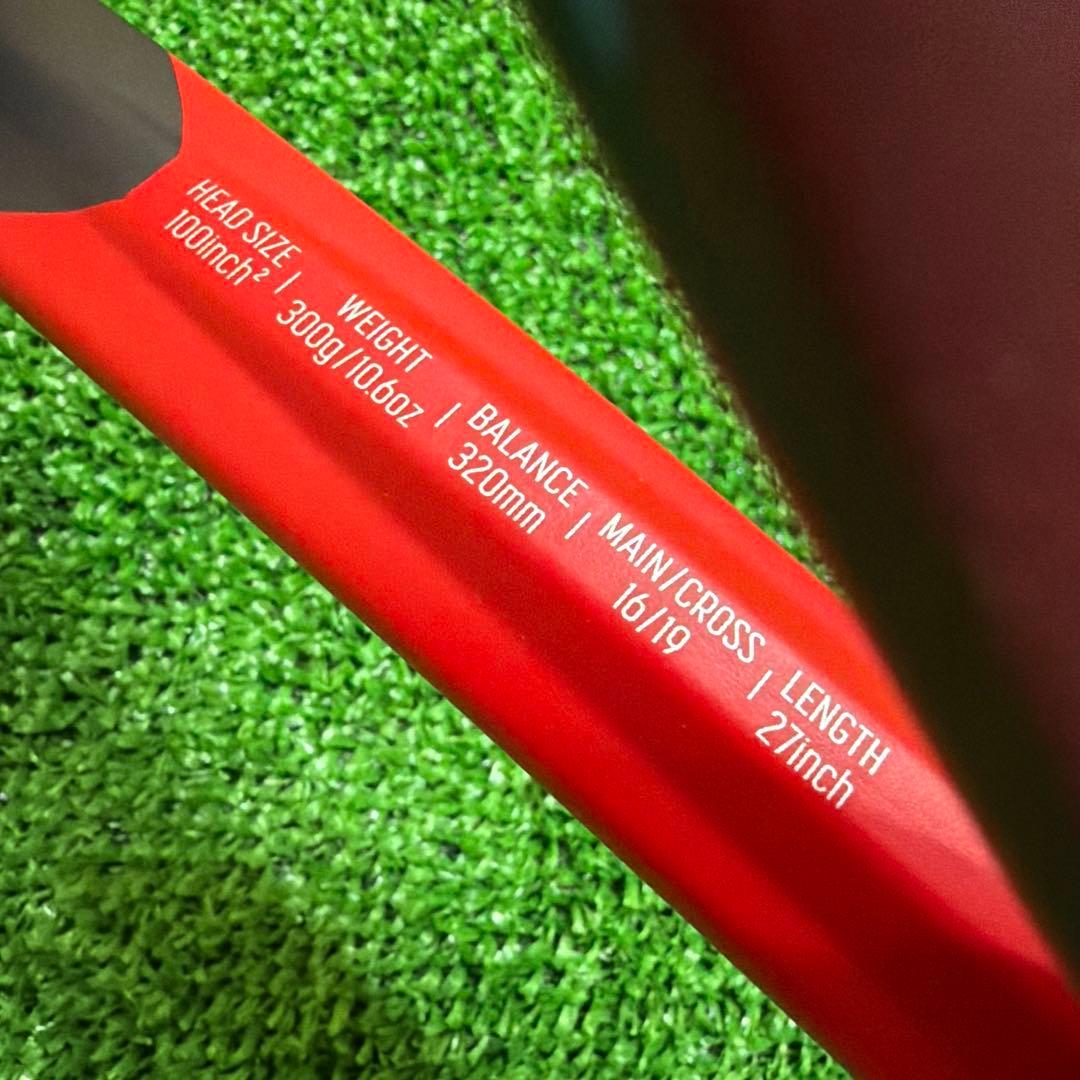 HEAD SIZE | WEIGHT | BALANCE | MAIN/CROSS | LENGTH
100inch² 300g/10.6oz 320mm 16/19 27inch